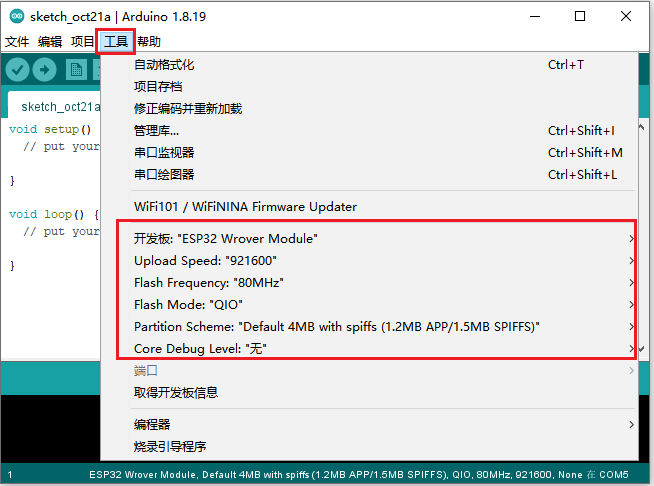 sketch_oct21a | Arduino 1.8.19
文件 编辑 项目 工具 帮助
sketch_oct21a
void setup()
// put your
}
void loop() {
// put your
}
自动格式化 Ctrl+T
项目存档
修正编码并重新加载
管理库... Ctrl+Shift+I
串口监视器 Ctrl+Shift+M
串口绘图器 Ctrl+Shift+L
WiFi101 / WiFiNINA Firmware Updater
开发板: "ESP32 Wrover Module"
Upload Speed: "921600"
Flash Frequency: "80MHz"
Flash Mode: "QIO"
Partition Scheme: "Default 4MB with spiffs (1.2MB APP/1.5MB SPIFFS)"
Core Debug Level: "无"
端口
取得开发板信息
编程器
烧录引导程序
1 ESP32 Wrover Module, Default 4MB with spiffs (1.2MB APP/1.5MB SPIFFS), QIO, 80MHz, 921600, None 在 COM5